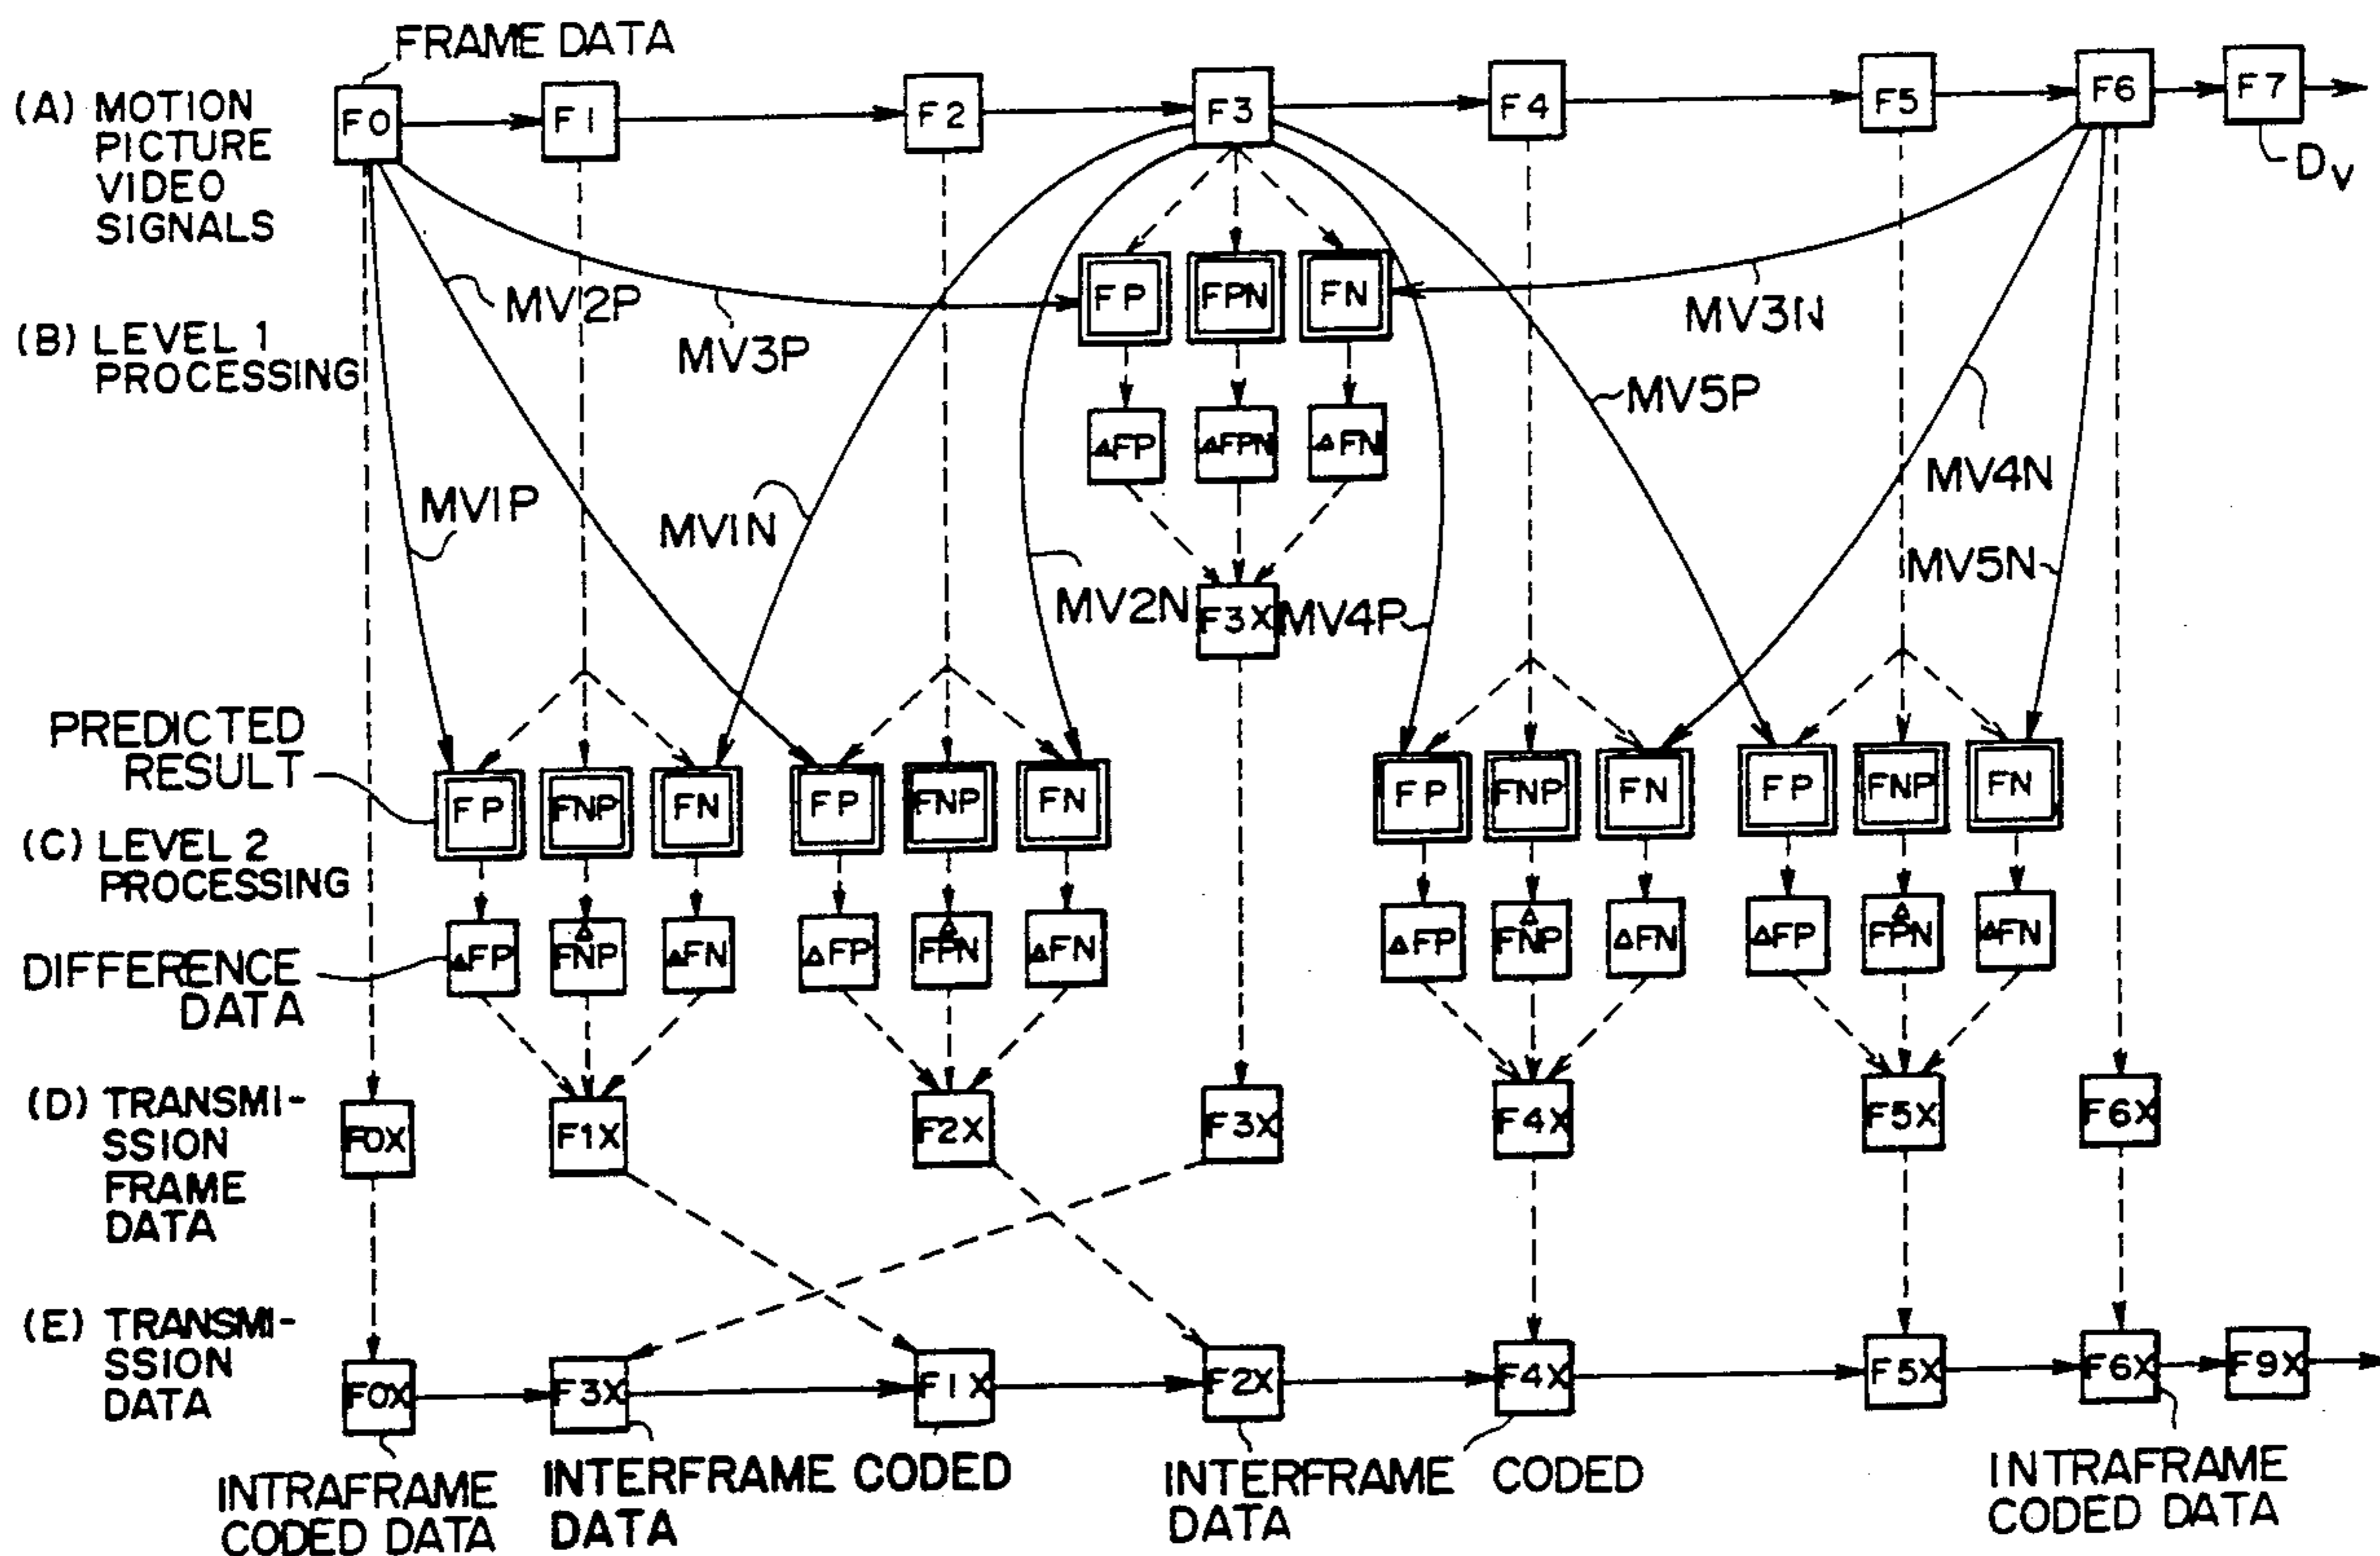 FRAME DATA
(A) MOTION
PICTURE
VIDEO
SIGNALS
F0 F1 F2 F3 F4 F5 F6 F7
Dv
FP FPN FN
MV2P
MV3P
MV3N
(B) LEVEL 1
PROCESSING
MV5P
ΔFP ΔFPN ΔFN
MV1P
MV1N
MV4N
MV5N
MV2N
F3X
MV4P
PREDICTED
RESULT
FP FNP FN FP FNP FN FP FNP FN FP FNP FN
(C) LEVEL 2
PROCESSING
DIFFERENCE
DATA
ΔFP ΔFNP ΔFN ΔFP ΔFPN ΔFN ΔFP ΔFNP ΔFN ΔFP ΔFPN ΔFN
(D) TRANSMI-
SSION
FRAME
DATA
F0X F1X F2X F3X F4X F5X F6X
(E) TRANSMI-
SSION
DATA
F0X F3X F1X F2X F4X F5X F6X F9X
INTRAFRAME
CODED DATA
INTERFRAME CODED
DATA
INTERFRAME CODED
DATA
INTRAFRAME
CODED DATA